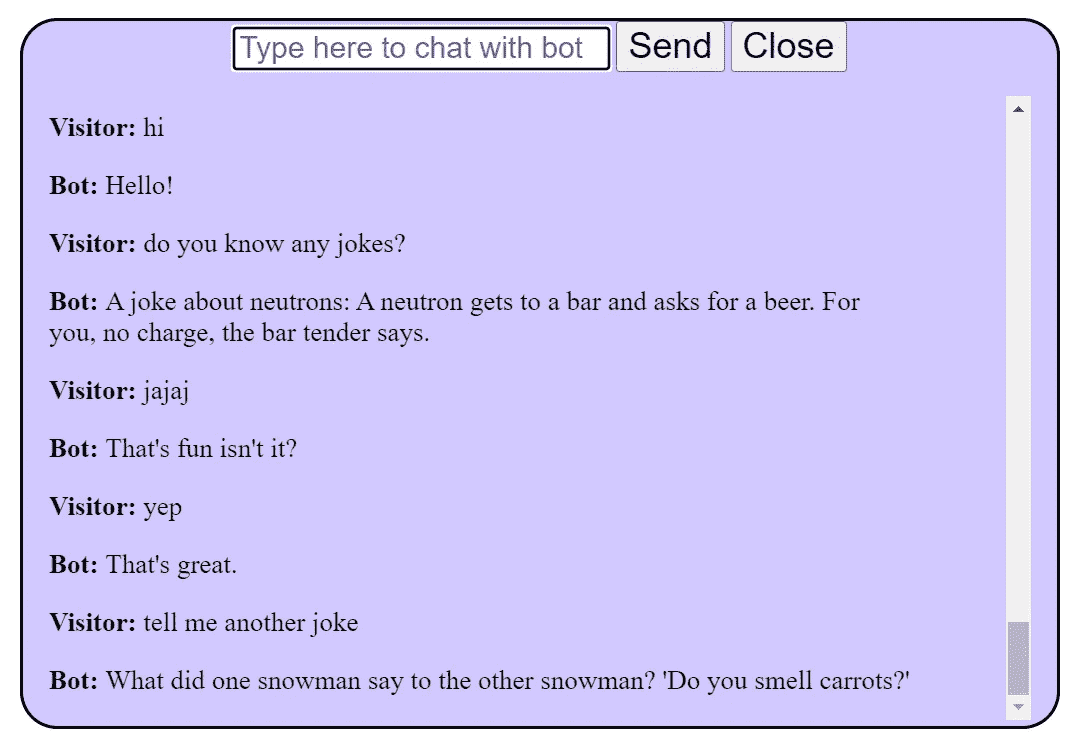 Type here to chat with bot Send Close
Visitor: hi
Bot: Hello!
Visitor: do you know any jokes?
Bot: A joke about neutrons: A neutron gets to a bar and asks for a beer. For
you, no charge, the bar tender says.
Visitor: jajaj
Bot: That's fun isn't it?
Visitor: yep
Bot: That's great.
Visitor: tell me another joke
Bot: What did one snowman say to the other snowman? 'Do you smell carrots?'